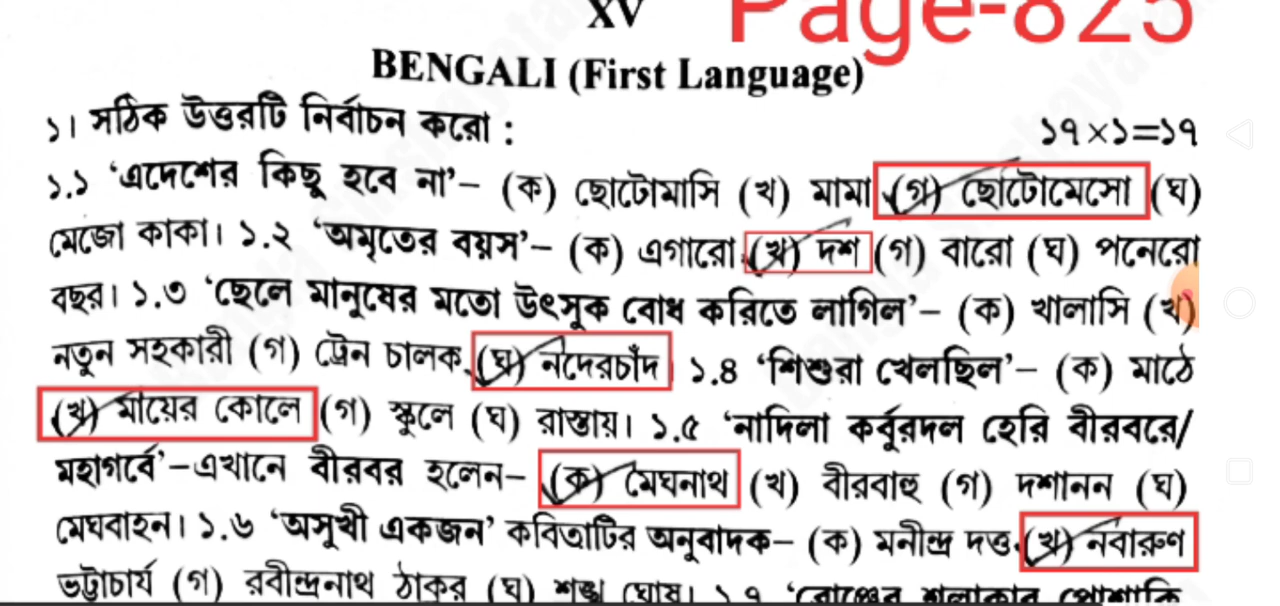 XV
Page-825
BENGALI (First Language)
১। সঠিক উত্তরটি নির্বাচন করো : ১৭×১=১৭
১.১ ‘এদেশের কিছু হবে না’– (ক) ছোটোমাসি (খ) মামা (গ) ছোটোমেসো (ঘ)
মেজো কাকা। ১.২ ‘অমৃতের বয়স’– (ক) এগারো (খ) দশ (গ) বারো (ঘ) পনেরো
বছর। ১.৩ ‘ছেলে মানুষের মতো উৎসুক বোধ করিতে লাগিল’– (ক) খালাসি (খ)
নতুন সহকারী (গ) ট্রেন চালক (ঘ) নদেরচাঁদ ১.৪ ‘শিশুরা খেলছিল’– (ক) মাঠে
(খ) মায়ের কোলে (গ) স্কুলে (ঘ) রাস্তায়। ১.৫ ‘নাদিলা কর্বুরদল হেরি বীরবরে/
মহাগর্বে’–এখানে বীরবর হলেন– (ক) মেঘনাথ (খ) বীরবাহু (গ) দশানন (ঘ)
মেঘবাহন। ১.৬ ‘অসুখী একজন’ কবিতাটির অনুবাদক– (ক) মনীন্দ্র দত্ত (খ) নবারুণ
ভট্টাচার্য (গ) রবীন্দ্রনাথ ঠাকুর (ঘ) শঙ্খ ঘোষ। ১.৭ ‘রোঞ্জের শলাকার পোশাকি